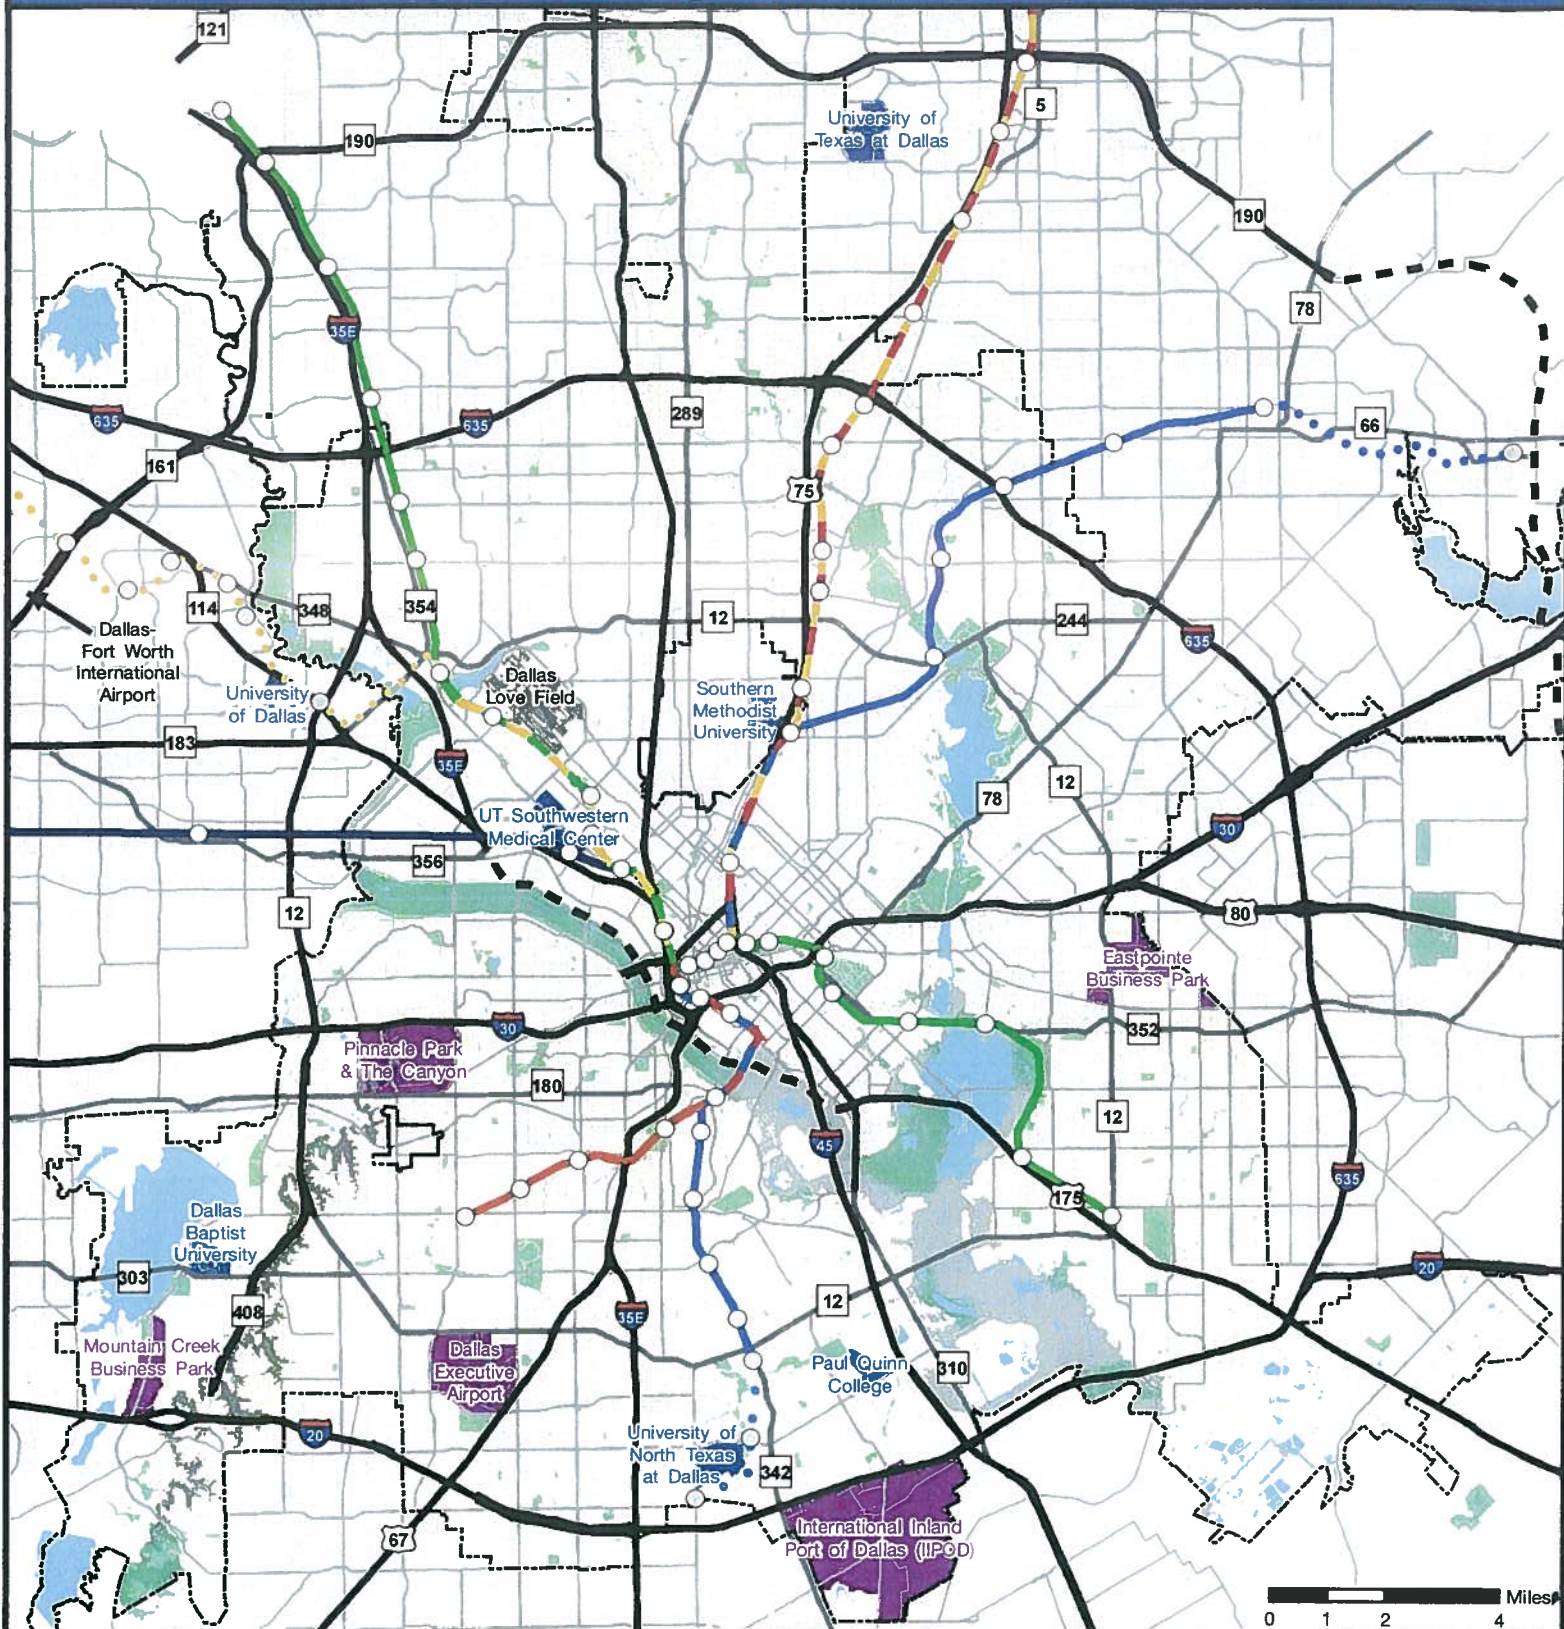 121
5
University of
Texas at Dallas
190
190
78
35E
635
635
289
66
161
75
114
348
354
12
244
635
Dallas-
Fort Worth
International
Airport
University
of Dallas
Dallas
Love Field
Southern
Methodist
University
183
35E
12
78
UT Southwestern
Medical Center
30
356
12
80
Eastpointe
Business Park
30
352
Pinnacle Park
& The Canyon
180
12
45
635
175
Dallas
Baptist
University
303
20
408
12
35E
Mountain Creek
Business Park
Dallas
Executive
Airport
Paul Quinn
College
310
20
University of
North Texas
at Dallas
342
67
International Inland
Port of Dallas (IIPOD)
Miles
0 1 2 4